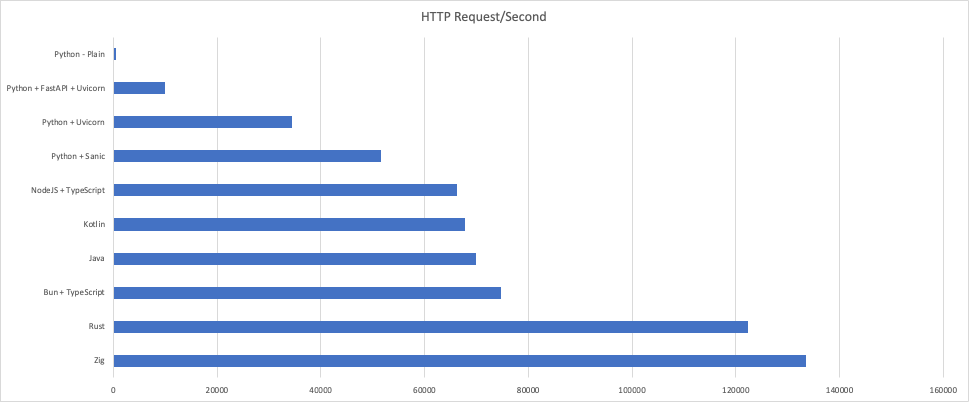 HTTP Request/Second
Python - Plain
Python + FastAPI + Uvicorn
Python + Uvicorn
Python + Sanic
NodeJS + TypeScript
Kotlin
Java
Bun + TypeScript
Rust
Zig
0 20000 40000 60000 80000 100000 120000 140000 160000